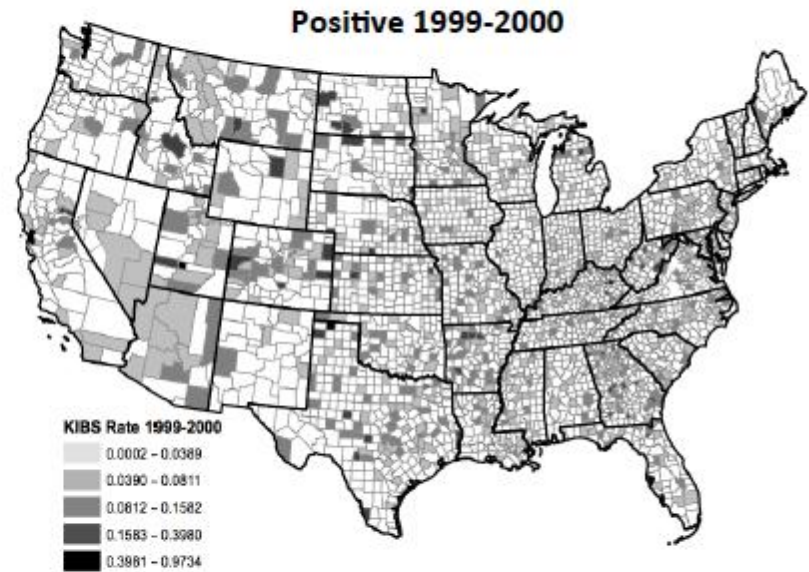 Positive 1999-2000
KIBS Rate 1999-2000
0.0002 – 0.0389
0.0390 – 0.0811
0.0812 – 0.1582
0.1583 – 0.3980
0.3981 – 0.9734